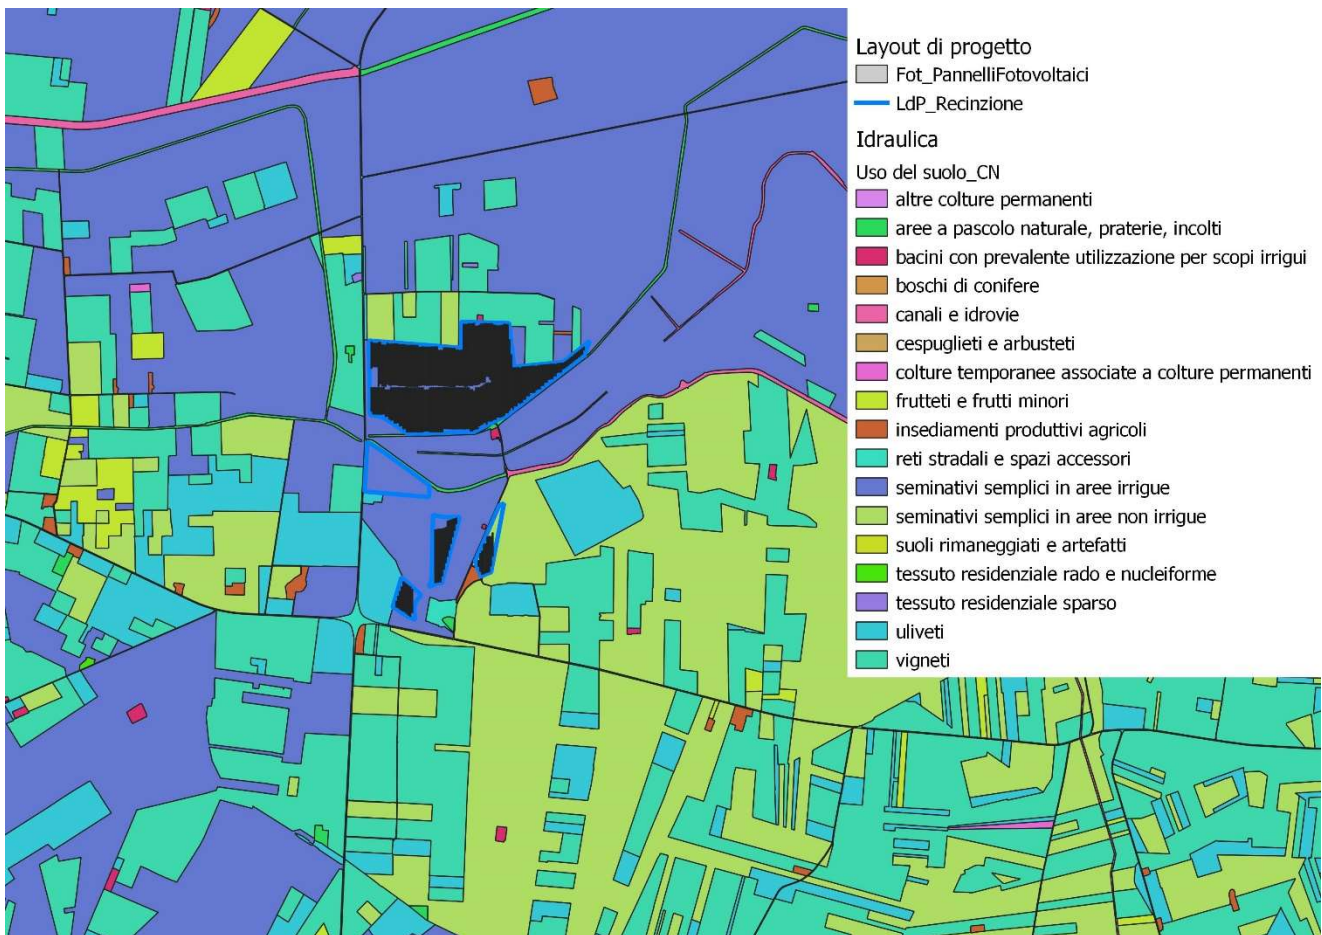 Layout di progetto
Fot_PannelliFotovoltaici
LdP_Recinzione
Idraulica
Uso del suolo_CN
altre colture permanenti
aree a pascolo naturale, praterie, incolti
bacini con prevalente utilizzazione per scopi irrigui
boschi di conifere
canali e idrovie
cespuglieti e arbusteti
colture temporanee associate a colture permanenti
frutteti e frutti minori
insediamenti produttivi agricoli
reti stradali e spazi accessori
seminativi semplici in aree irrigue
seminativi semplici in aree non irrigue
suoli rimaneggiati e artefatti
tessuto residenziale rado e nucleiforme
tessuto residenziale sparso
uliveti
vigneti